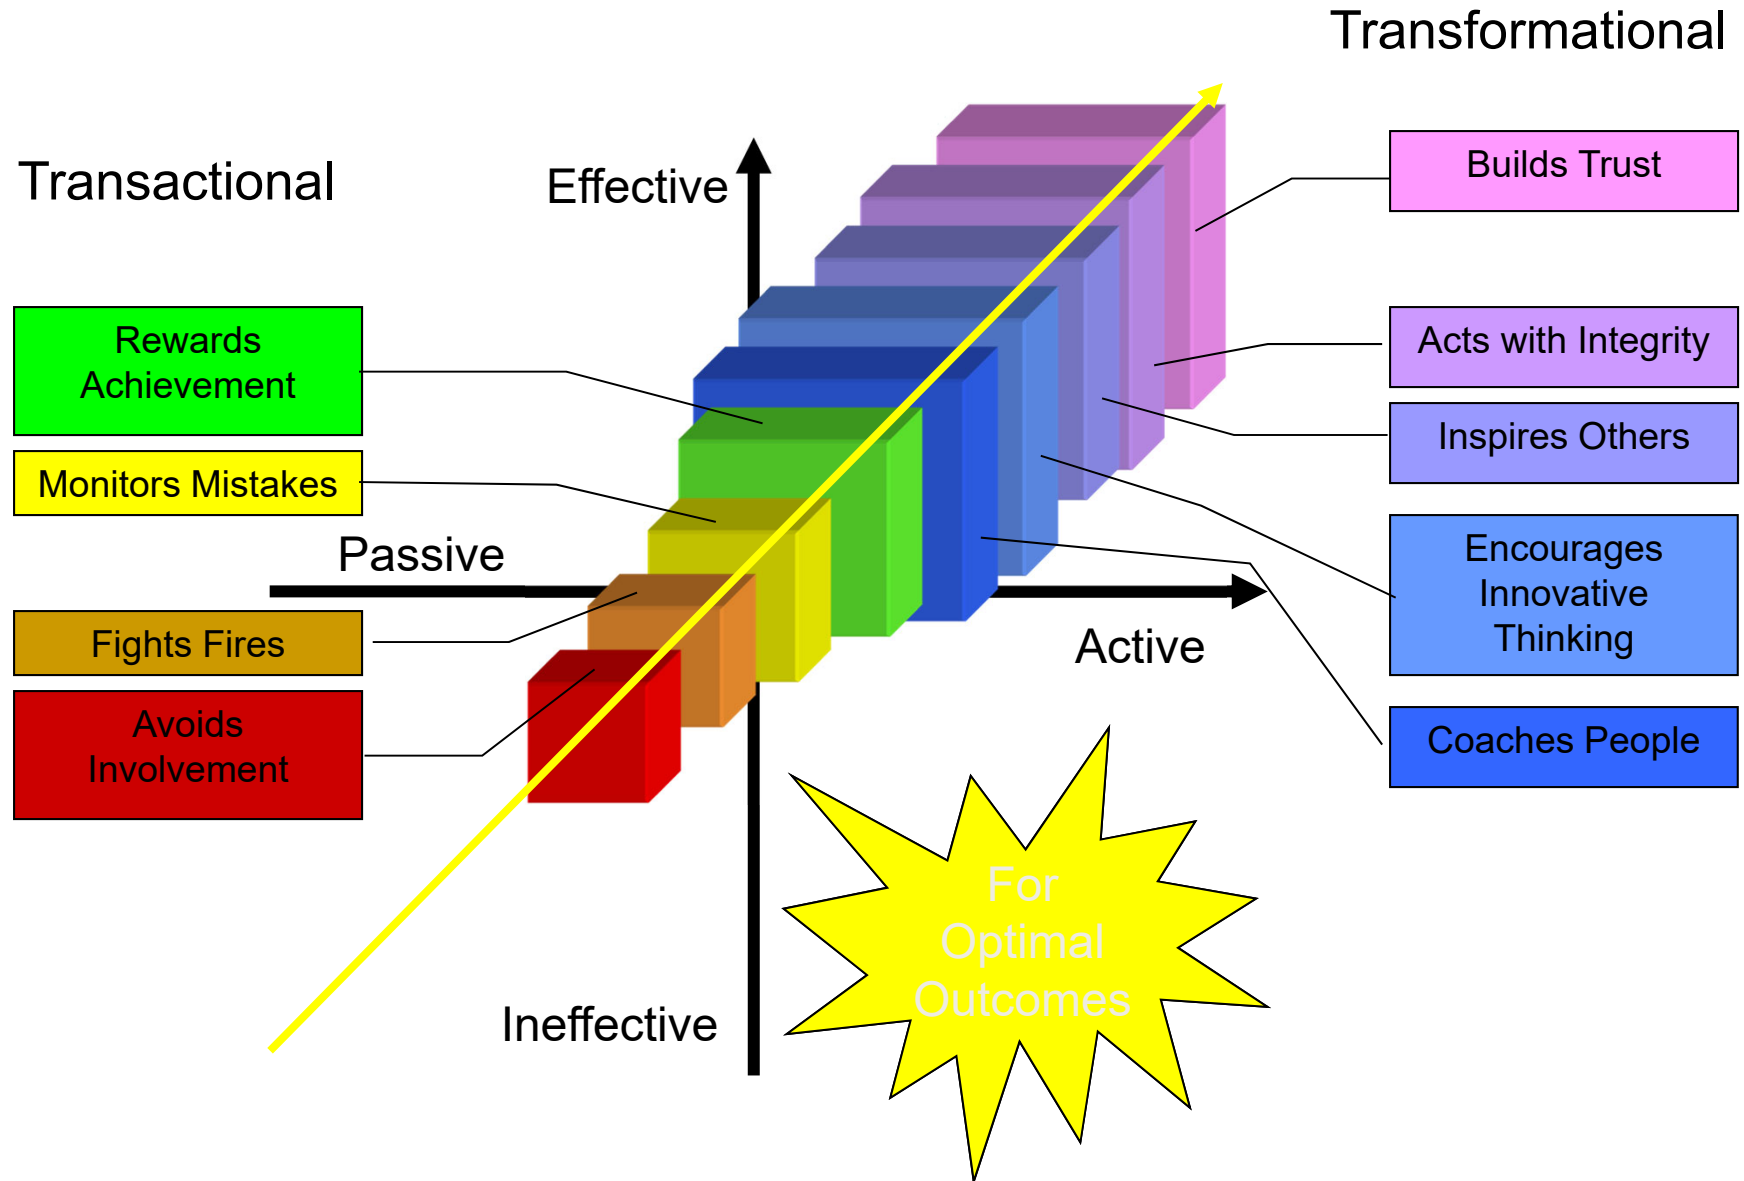 Transformational
Transactional
Effective
Builds Trust
Rewards
Achievement
Acts with Integrity
Monitors Mistakes
Inspires Others
Passive
Encourages
Innovative
Thinking
Fights Fires
Active
Avoids
Involvement
Coaches People
For
Optimal
Outcomes
Ineffective